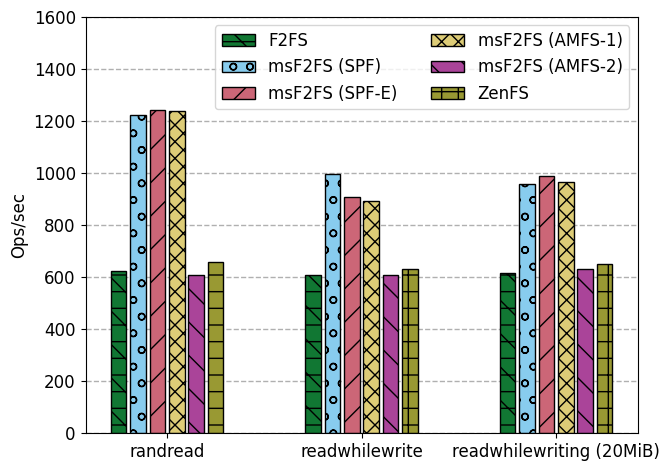 1600
1400
1200
1000
800
600
400
200
0
Ops/sec
F2FS
msF2FS (SPF)
msF2FS (SPF-E)
msF2FS (AMFS-1)
msF2FS (AMFS-2)
ZenFS
randread
readwhilewrite
readwhilewriting (20MiB)